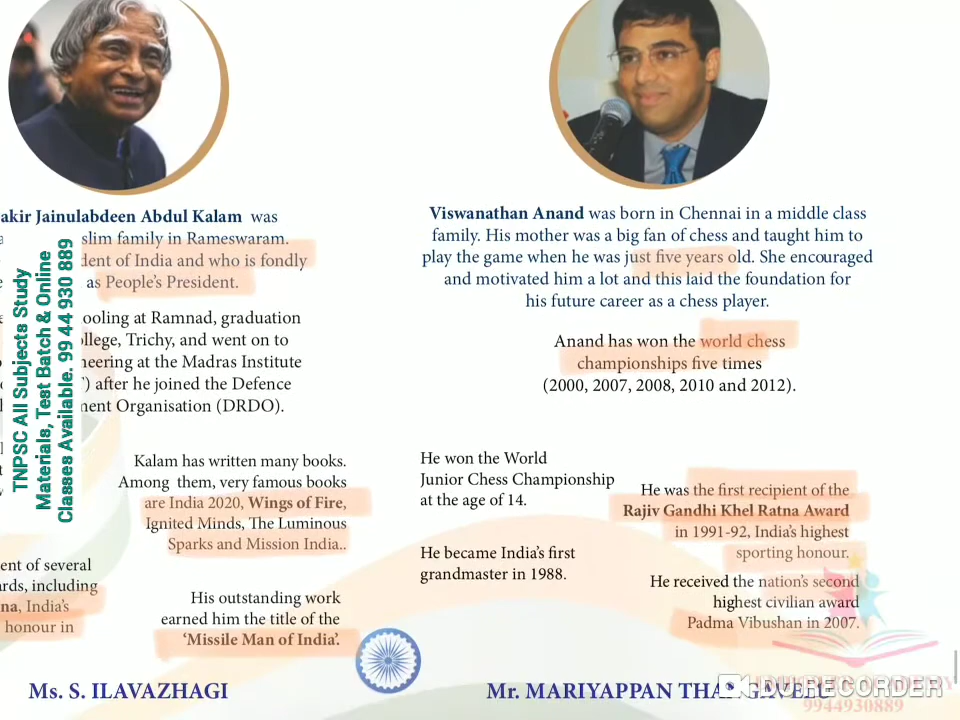 akir Jainulabdeen Abdul Kalam was
slim family in Rameswaram.
dent of India and who is fondly
as People's President.
ooling at Ramnad, graduation
llege, Trichy, and went on to
neering at the Madras Institute
) after he joined the Defence
ment Organisation (DRDO).
Kalam has written many books.
Among them, very famous books
are India 2020, Wings of Fire,
Ignited Minds, The Luminous
Sparks and Mission India..
ent of several
ards, including
na, India's
honour in
His outstanding work
earned him the title of the
'Missile Man of India'.
Ms. S. ILAVAZHAGI
TNPSC All Subjects Study
Materials, Test Batch & Online
Classes Available. 99 44 930 889
Viswanathan Anand was born in Chennai in a middle class
family. His mother was a big fan of chess and taught him to
play the game when he was just five years old. She encouraged
and motivated him a lot and this laid the foundation for
his future career as a chess player.
Anand has won the world chess
championships five times
(2000, 2007, 2008, 2010 and 2012).
He won the World
Junior Chess Championship
at the age of 14.
He became India's first
grandmaster in 1988.
He was the first recipient of the
Rajiv Gandhi Khel Ratna Award
in 1991-92, India's highest
sporting honour.
He received the nation's second
highest civilian award
Padma Vibushan in 2007.
Mr. MARIYAPPAN THANGAVELU
RECORDER
9944930889